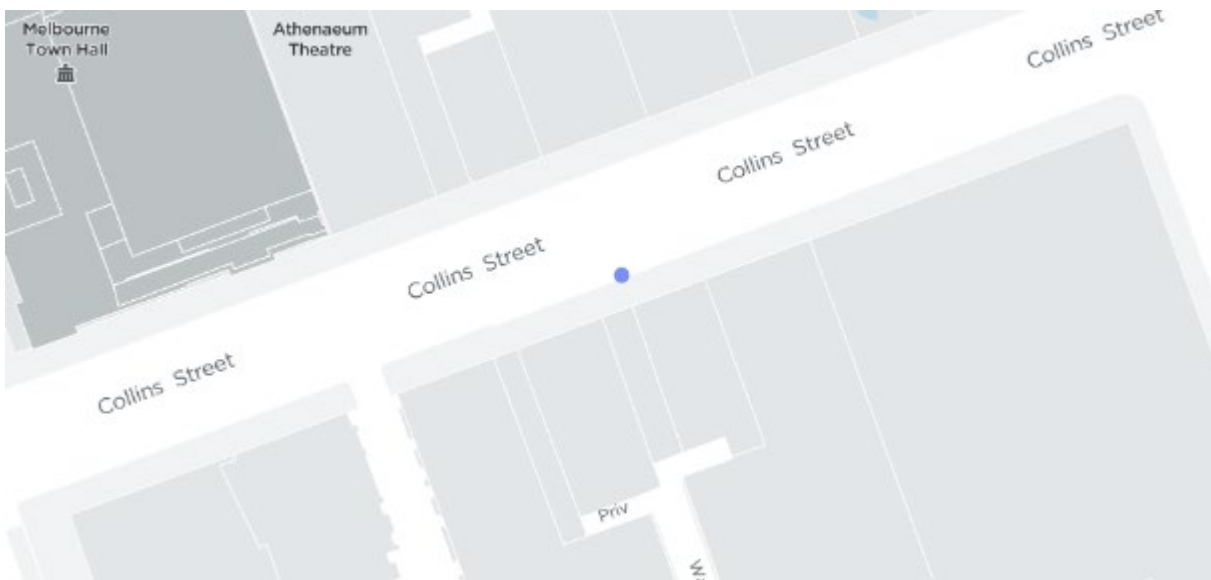 Melbourne
Town Hall
Athenaeum
Theatre
Collins Street
Collins Street
Collins Street
Collins Street
Priv